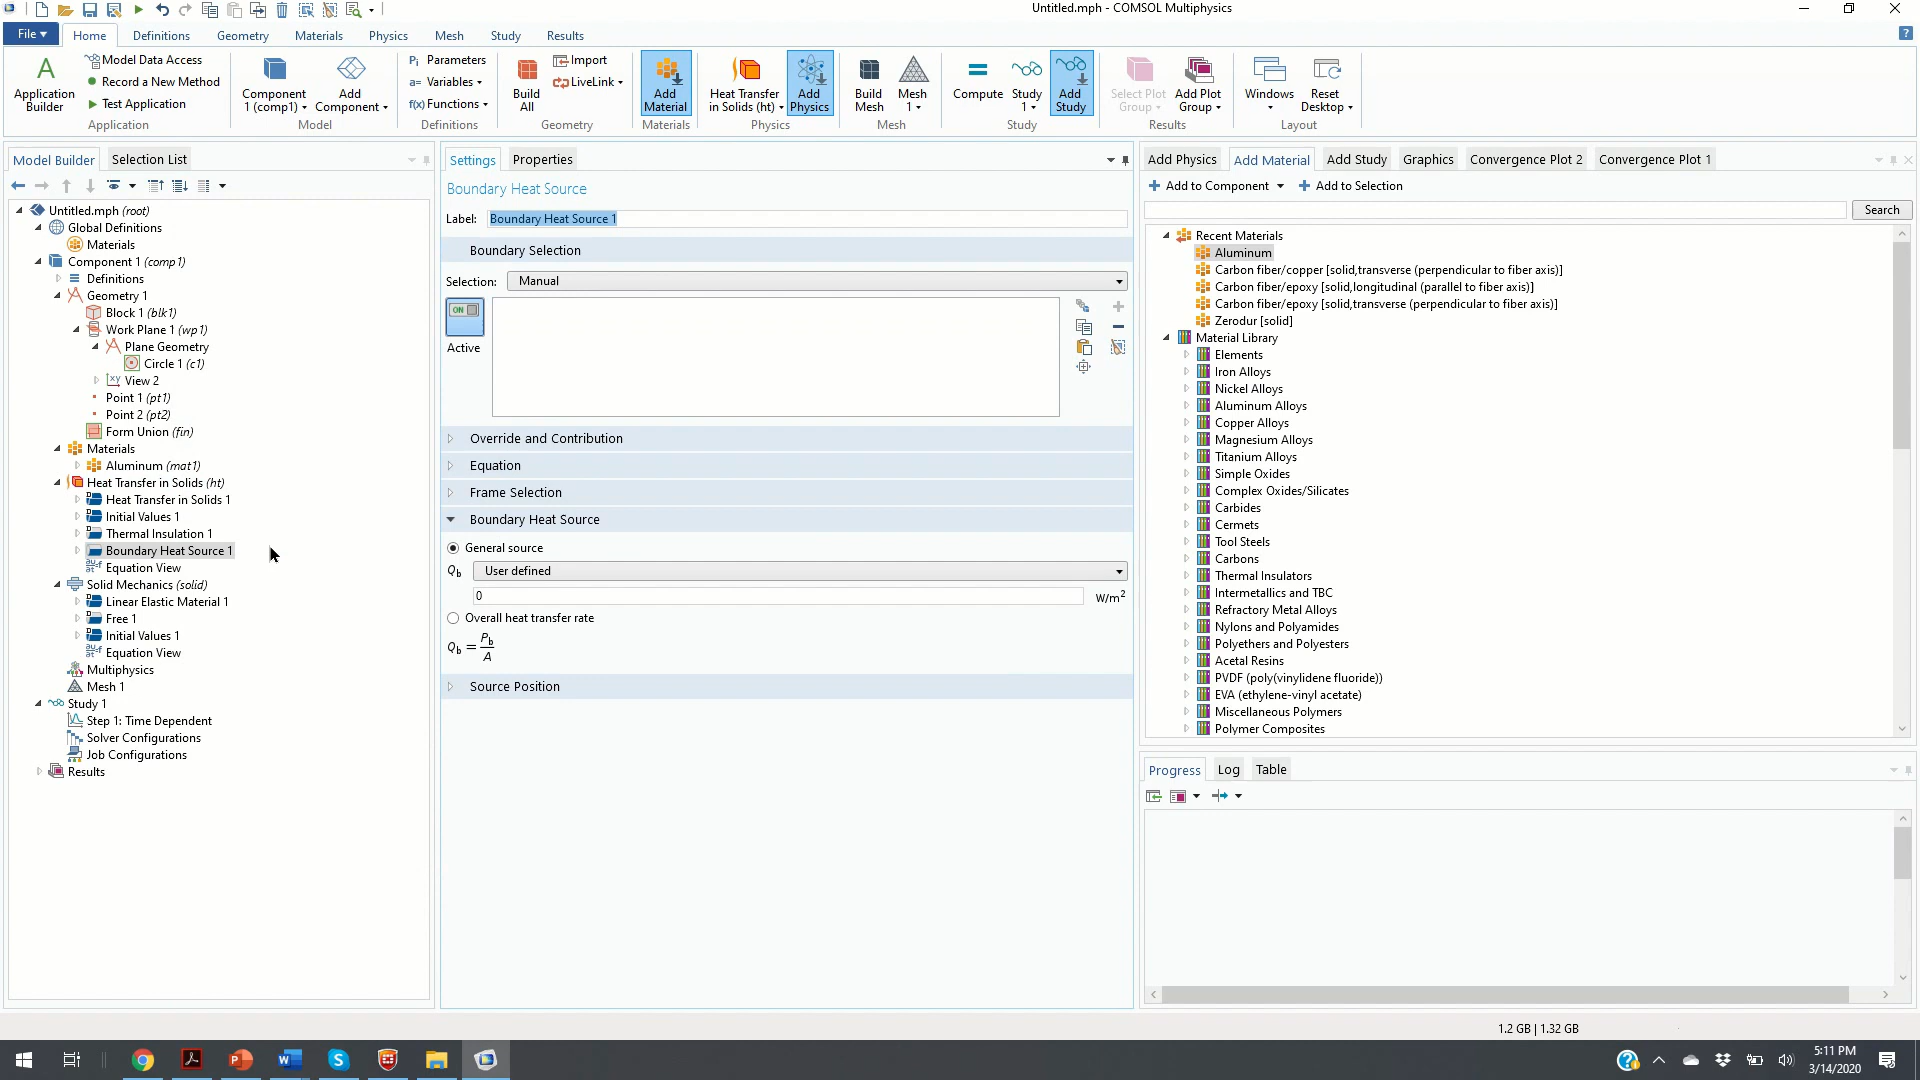 Untitled.mph - COMSOL Multiphysics
File Home Definitions Geometry Materials Physics Mesh Study Results
Application Builder
Model Data Access
Record a New Method
Test Application
Application
Component 1 (comp1)
Add Component
Model
Pi Parameters
a= Variables
f(x) Functions
Definitions
Build All
Import
LiveLink
Geometry
Add Material
Materials
Heat Transfer in Solids (ht)
Add Physics
Physics
Build Mesh
Mesh 1
Mesh
Compute
Study 1
Add Study
Study
Select Plot Group
Add Plot Group
Results
Windows
Reset Desktop
Layout
Model Builder Selection List
Untitled.mph (root)
Global Definitions
Materials
Component 1 (comp1)
Definitions
Geometry 1
Block 1 (blk1)
Work Plane 1 (wp1)
Plane Geometry
Circle 1 (c1)
View 2
Point 1 (pt1)
Point 2 (pt2)
Form Union (fin)
Materials
Aluminum (mat1)
Heat Transfer in Solids (ht)
Heat Transfer in Solids 1
Initial Values 1
Thermal Insulation 1
Boundary Heat Source 1
Equation View
Solid Mechanics (solid)
Linear Elastic Material 1
Free 1
Initial Values 1
Equation View
Multiphysics
Mesh 1
Study 1
Step 1: Time Dependent
Solver Configurations
Job Configurations
Results
Settings Properties
Boundary Heat Source
Label: Boundary Heat Source 1
Boundary Selection
Selection: Manual
ON
Active
Override and Contribution
Equation
Frame Selection
Boundary Heat Source
General source
Qb User defined
0 W/m²
Overall heat transfer rate
Qb = Pb / A
Source Position
Add Physics Add Material Add Study Graphics Convergence Plot 2 Convergence Plot 1
Add to Component Add to Selection
Search
Recent Materials
Aluminum
Carbon fiber/copper [solid,transverse (perpendicular to fiber axis)]
Carbon fiber/epoxy [solid,longitudinal (parallel to fiber axis)]
Carbon fiber/epoxy [solid,transverse (perpendicular to fiber axis)]
Zerodur [solid]
Material Library
Elements
Iron Alloys
Nickel Alloys
Aluminum Alloys
Copper Alloys
Magnesium Alloys
Titanium Alloys
Simple Oxides
Complex Oxides/Silicates
Carbides
Cermets
Tool Steels
Carbons
Thermal Insulators
Intermetallics and TBC
Refractory Metal Alloys
Nylons and Polyamides
Polyethers and Polyesters
Acetal Resins
PVDF (poly(vinylidene fluoride))
EVA (ethylene-vinyl acetate)
Miscellaneous Polymers
Polymer Composites
Progress Log Table
1.2 GB | 1.32 GB
5:11 PM
3/14/2020